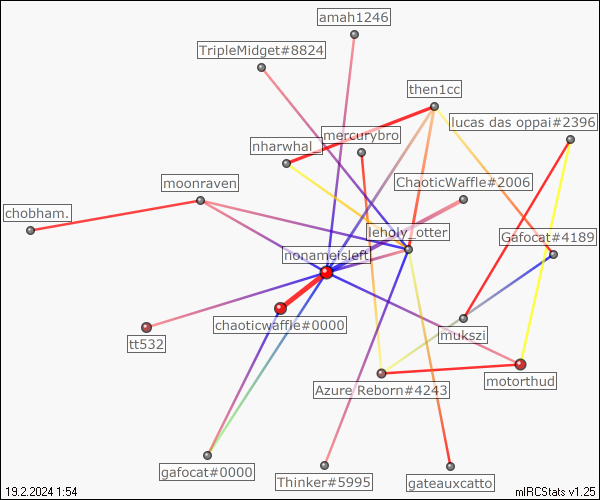 amah1246
TripleMidget#8824
then1cc
lucas das oppai#2396
mercurybro
nharwhal_
moonraven
ChaoticWaffle#2006
chobham.
leholy_otter
Gafocat#4189
nonameisleft
chaoticwaffle#0000
mukszi
tt532
Azure Reborn#4243
motorthud
gafocat#0000
Thinker#5995
gateauxcatto
19.2.2024 1:54
mIRCStats v1.25